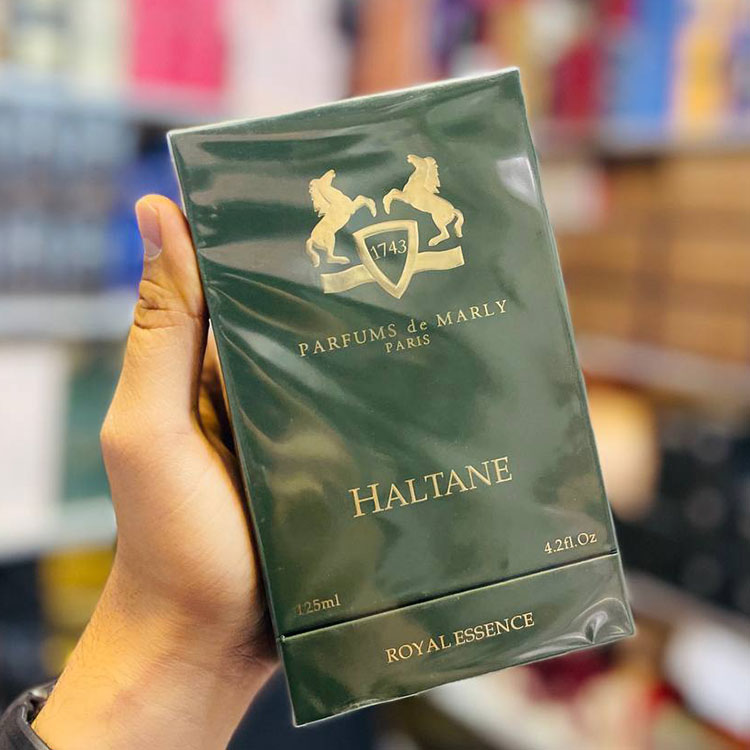 1743
PARFUMS de MARLY
PARIS
HALTANE
4.2fl.Oz
125ml
ROYAL ESSENCE